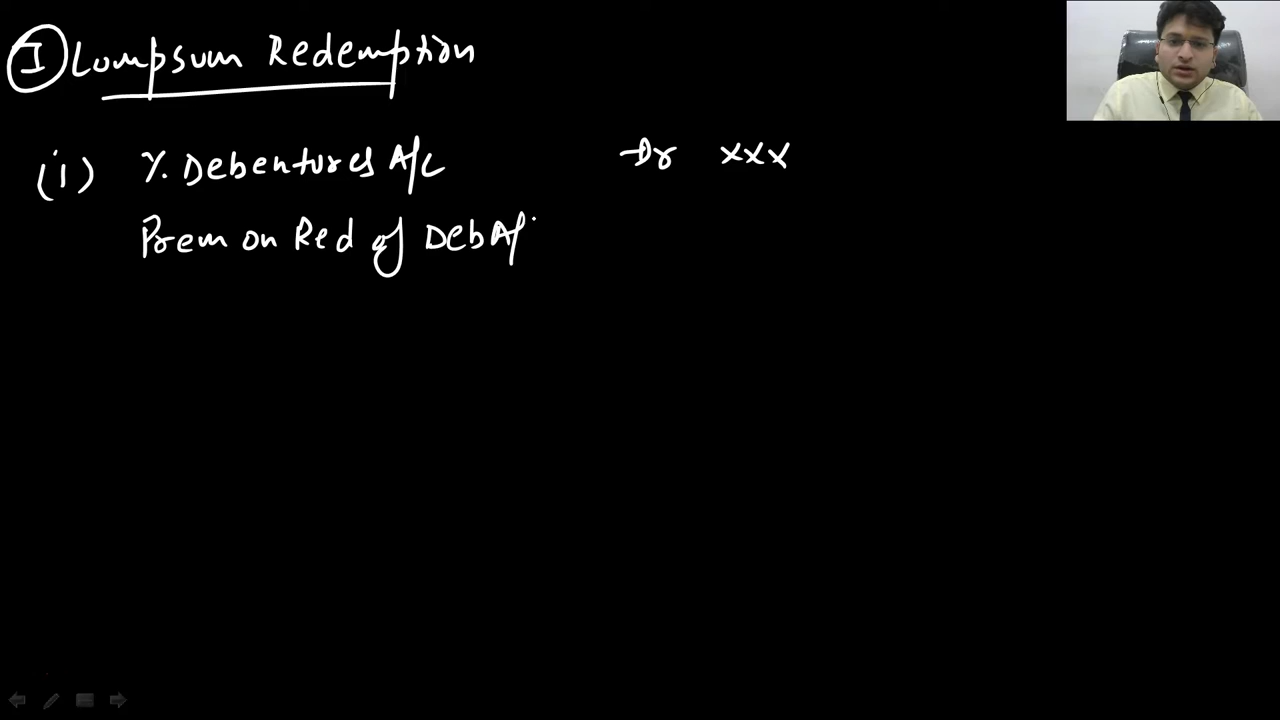 I Lumpsum Redemption
(i) % Debentures A/c Dr xxx
Prem on Red of Deb A/